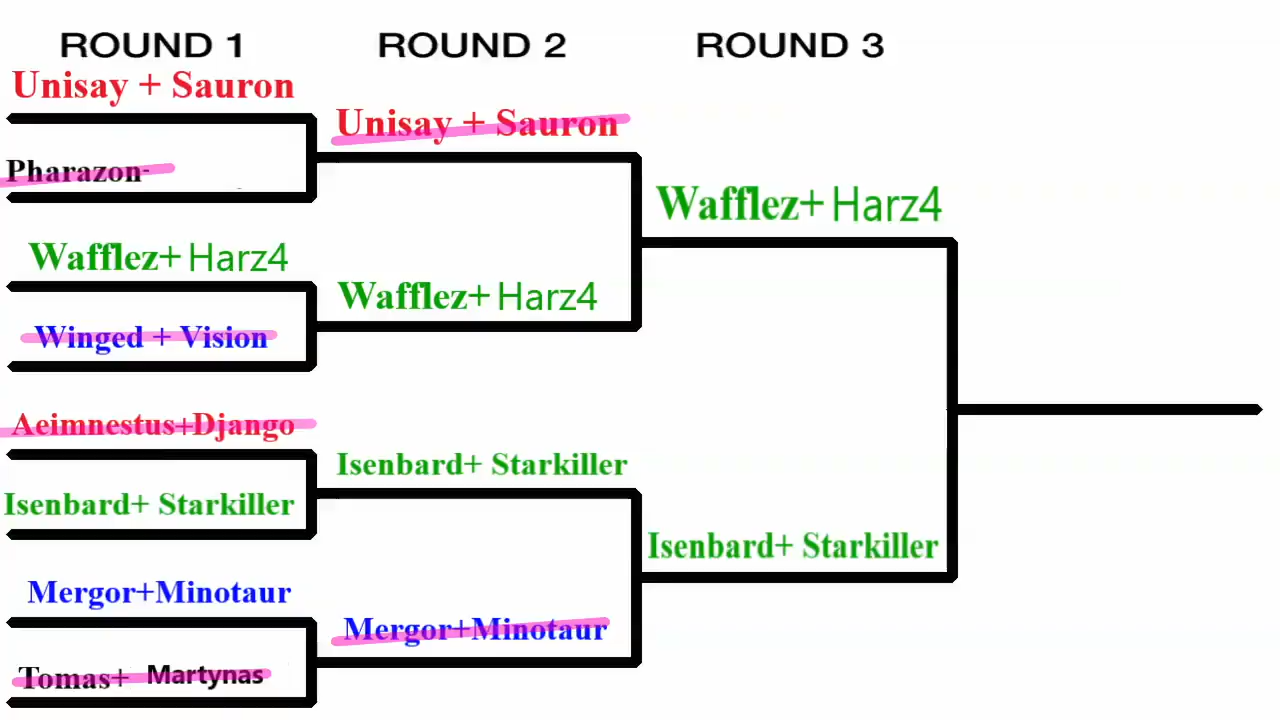 ROUND 1
ROUND 2
ROUND 3
Unisay + Sauron
Pharazon-
Wafflez+ Harz4
Winged + Vision
Aeimnestus+Django
Isenbard+ Starkiller
Mergor+Minotaur
Tomas+ Martynas
Unisay + Sauron
Wafflez+ Harz4
Isenbard+ Starkiller
Mergor+Minotaur
Wafflez+ Harz4
Isenbard+ Starkiller